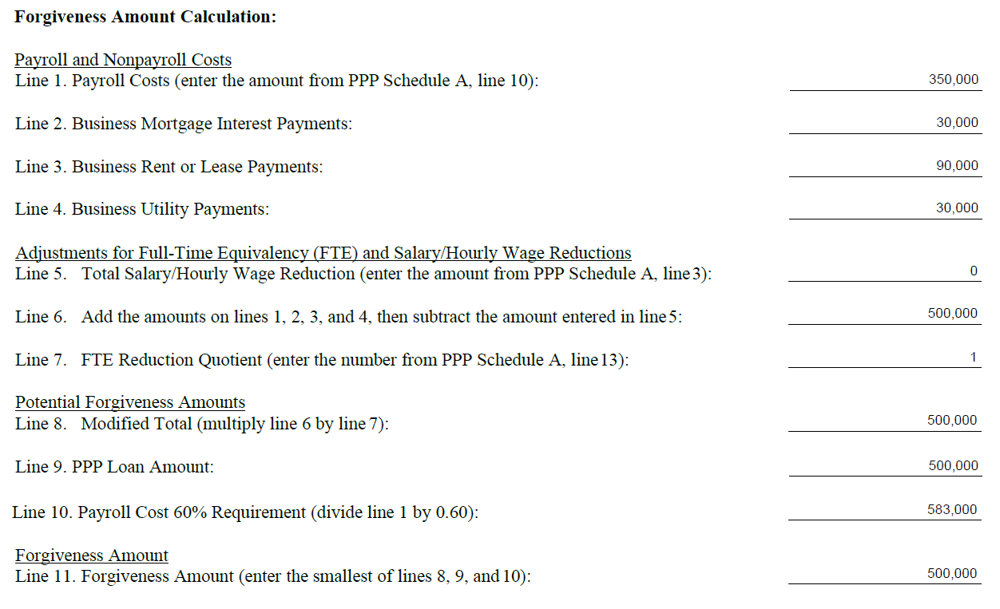 Forgiveness Amount Calculation:
Payroll and Nonpayroll Costs
Line 1. Payroll Costs (enter the amount from PPP Schedule A, line 10): 350,000
Line 2. Business Mortgage Interest Payments: 30,000
Line 3. Business Rent or Lease Payments: 90,000
Line 4. Business Utility Payments: 30,000
Adjustments for Full-Time Equivalency (FTE) and Salary/Hourly Wage Reductions
Line 5. Total Salary/Hourly Wage Reduction (enter the amount from PPP Schedule A, line 3): 0
Line 6. Add the amounts on lines 1, 2, 3, and 4, then subtract the amount entered in line 5: 500,000
Line 7. FTE Reduction Quotient (enter the number from PPP Schedule A, line 13): 1
Potential Forgiveness Amounts
Line 8. Modified Total (multiply line 6 by line 7): 500,000
Line 9. PPP Loan Amount: 500,000
Line 10. Payroll Cost 60% Requirement (divide line 1 by 0.60): 583,000
Forgiveness Amount
Line 11. Forgiveness Amount (enter the smallest of lines 8, 9, and 10): 500,000